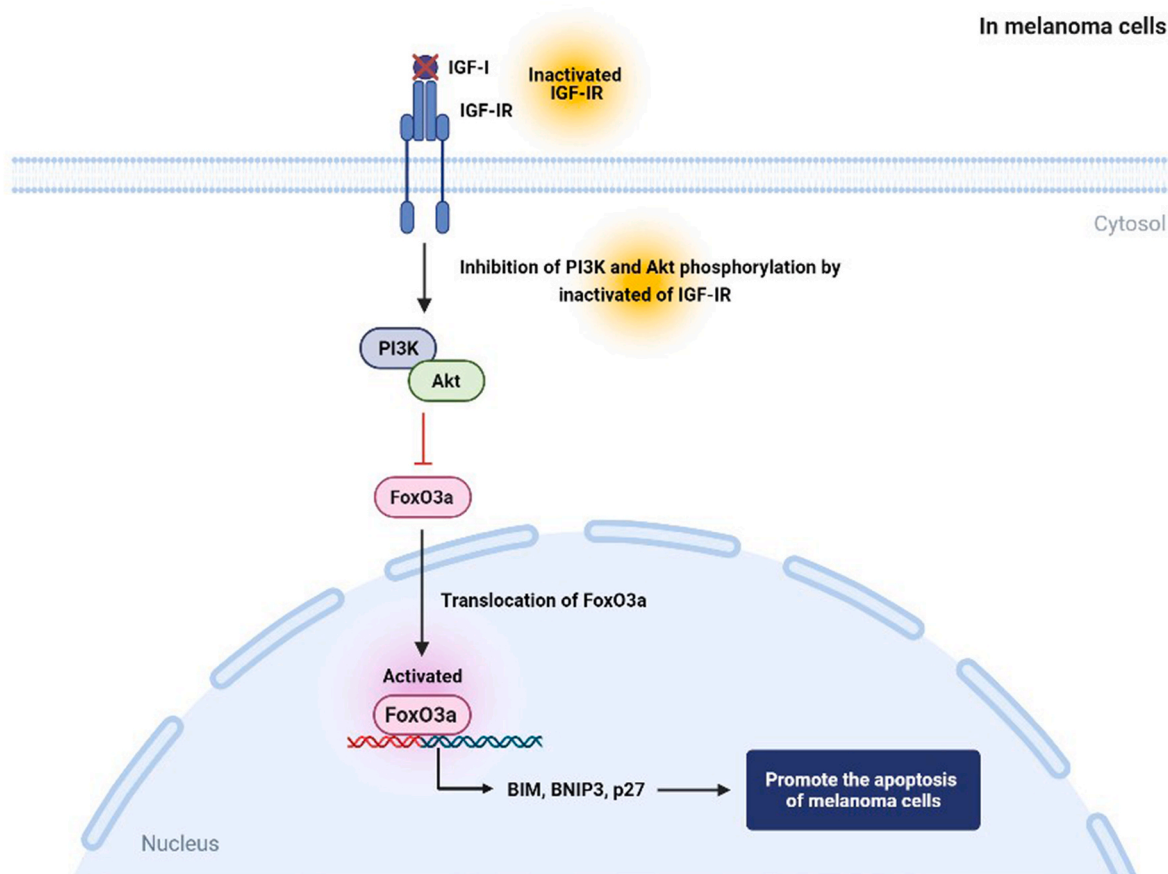 In melanoma cells
IGF-I
Inactivated
IGF-IR
IGF-IR
Cytosol
Inhibition of PI3K and Akt phosphorylation by
inactivated of IGF-IR
PI3K
Akt
FoxO3a
Translocation of FoxO3a
Activated
FoxO3a
BIM, BNIP3, p27
Promote the apoptosis
of melanoma cells
Nucleus